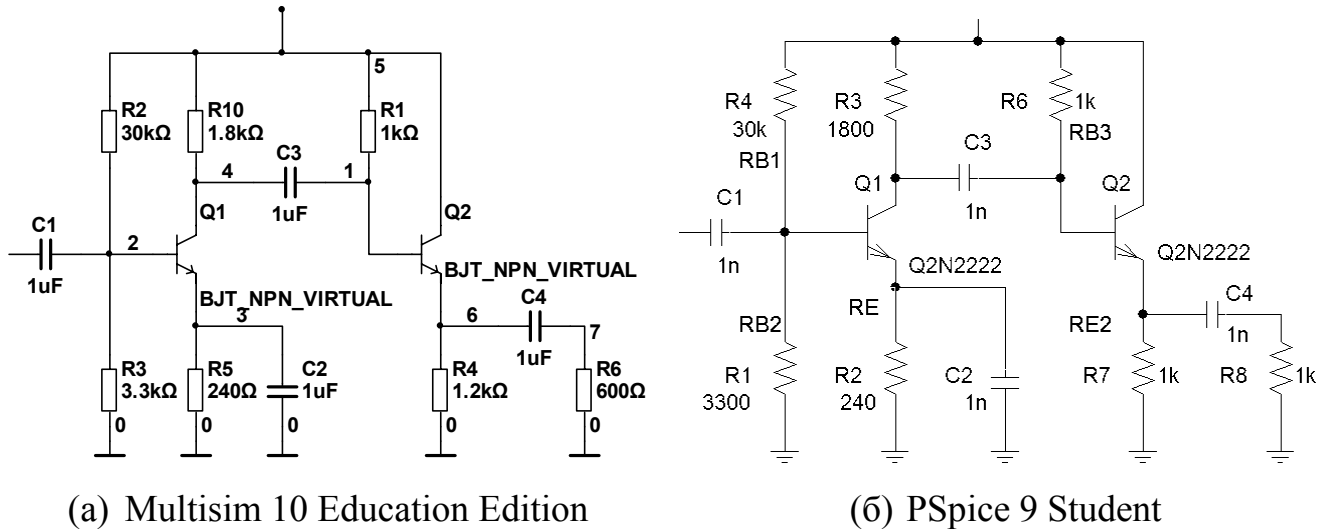 5
R2
30kΩ
R10
1.8kΩ
R1
1kΩ
C3
4
1
1uF
Q1
Q2
C1
2
1uF
BJT_NPN_VIRTUAL
BJT_NPN_VIRTUAL
3
C4
6
7
1uF
R3
3.3kΩ
R5
240Ω
C2
1uF
R4
1.2kΩ
R6
600Ω
0
0
0
0
0
(a) Multisim 10 Education Edition
R4
30k
R3
1800
R6
1k
RB1
RB3
C3
1n
Q1
Q2
C1
1n
Q2N2222
Q2N2222
RE
C4
1n
RB2
RE2
R1
3300
R2
240
C2
1n
R7
1k
R8
1k
(б) PSpice 9 Student